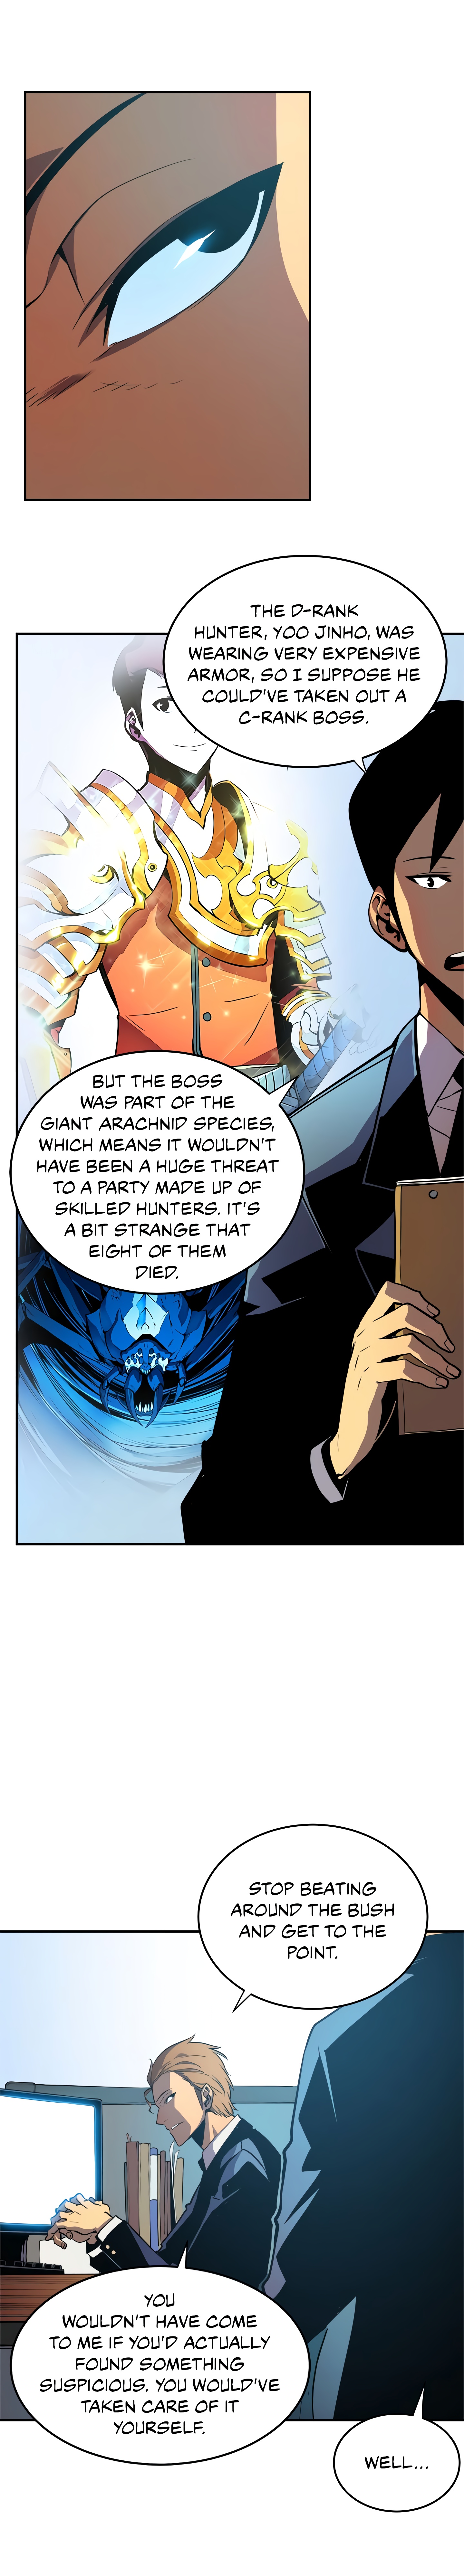 THE D-RANK
HUNTER, YOO JINHO, WAS
WEARING VERY EXPENSIVE
ARMOR, SO I SUPPOSE HE
COULD'VE TAKEN OUT A
C-RANK BOSS.
BUT THE BOSS
WAS PART OF THE
GIANT ARACHNID SPECIES,
WHICH MEANS IT WOULDN'T
HAVE BEEN A HUGE THREAT
TO A PARTY MADE UP OF
SKILLED HUNTERS. IT'S
A BIT STRANGE THAT
EIGHT OF THEM
DIED.
STOP BEATING
AROUND THE BUSH
AND GET TO THE
POINT.
YOU
WOULDN'T HAVE COME
TO ME IF YOU'D ACTUALLY
FOUND SOMETHING
SUSPICIOUS. YOU WOULD'VE
TAKEN CARE OF IT
YOURSELF.
WELL...